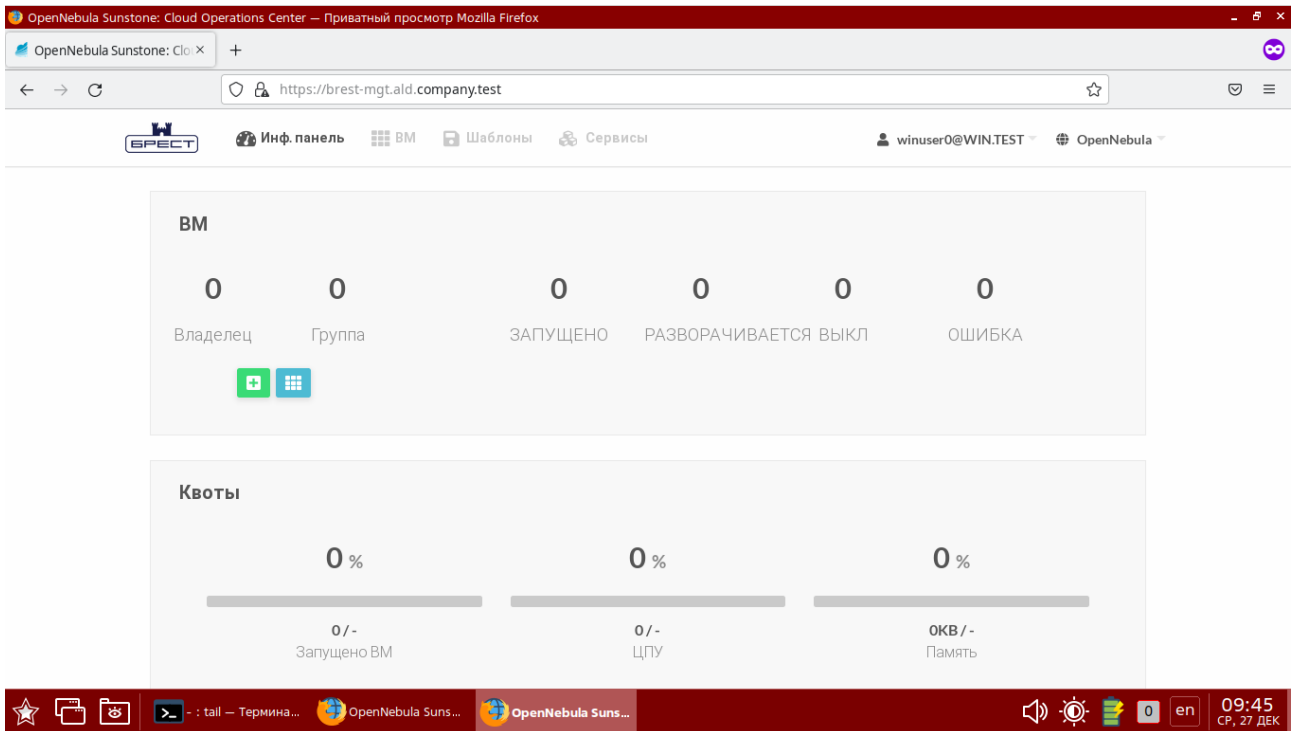 OpenNebula Sunstone: Cloud Operations Center — Приватный просмотр Mozilla Firefox
OpenNebula Sunstone: Clo
https://brest-mgt.ald.company.test
БРЕСТ Инф. панель ВМ Шаблоны Сервисы winuser0@WIN.TEST OpenNebula
ВМ
0 0 0 0 0 0
Владелец Группа ЗАПУЩЕНО РАЗВОРАЧИВАЕТСЯ ВЫКЛ ОШИБКА
Квоты
0 % 0 % 0 %
0 / - 0 / - 0KB / -
Запущено ВМ ЦПУ Память
- : tail — Термина... OpenNebula Suns... OpenNebula Suns... 0 en 09:45
СР, 27 ДЕК